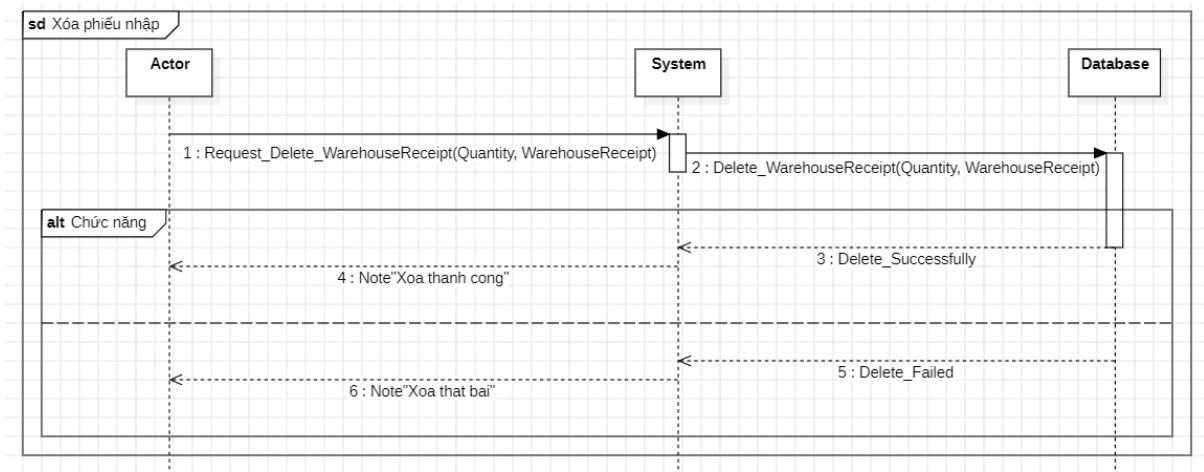 sd Xóa phiếu nhập
Actor
System
Database
1 : Request_Delete_WarehouseReceipt(Quantity, WarehouseReceipt)
2 : Delete_WarehouseReceipt(Quantity, WarehouseReceipt)
alt Chức năng
3 : Delete_Successfully
4 : Note"Xoa thanh cong"
5 : Delete_Failed
6 : Note"Xoa that bai"